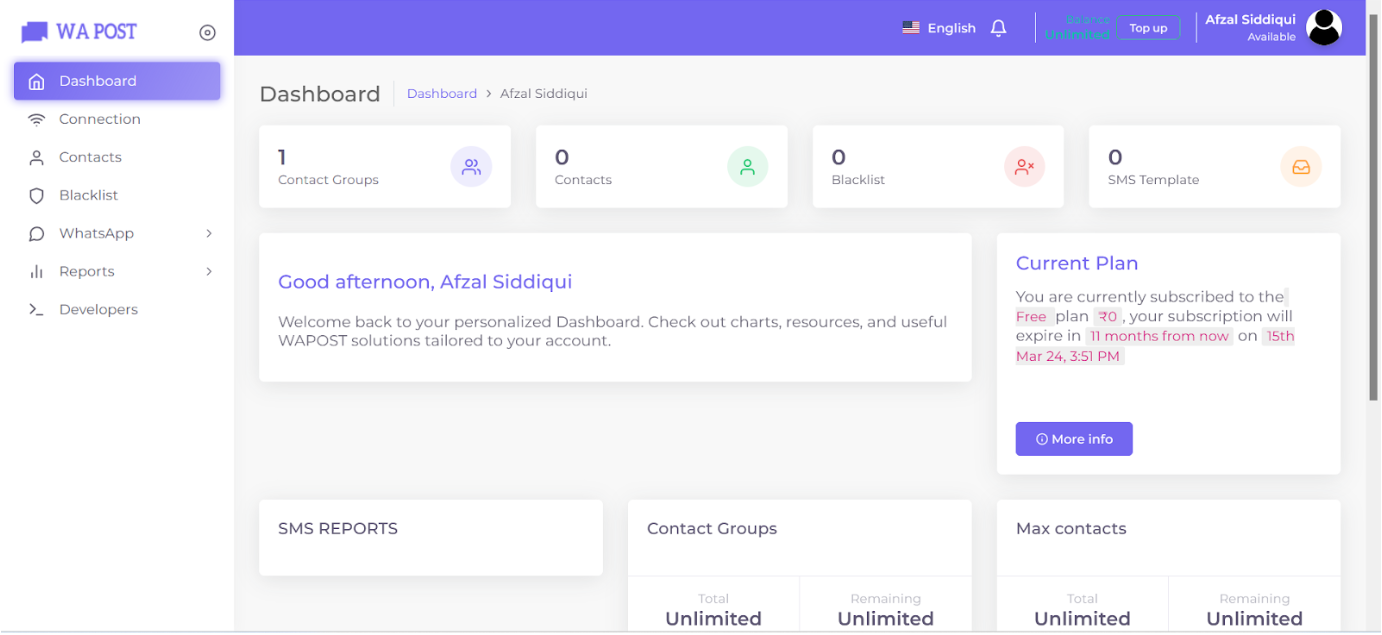 WA POST
Dashboard
Connection
Contacts
Blacklist
WhatsApp
Reports
Developers
English
Balance
Unlimited
Top up
Afzal Siddiqui
Available
Dashboard
Dashboard > Afzal Siddiqui
1
Contact Groups
0
Contacts
0
Blacklist
0
SMS Template
Good afternoon, Afzal Siddiqui
Welcome back to your personalized Dashboard. Check out charts, resources, and useful
WAPOST solutions tailored to your account.
Current Plan
You are currently subscribed to the
Free plan ₹0 , your subscription will
expire in 11 months from now on 15th
Mar 24, 3:51 PM
More info
SMS REPORTS
Contact Groups
Total
Unlimited
Remaining
Unlimited
Max contacts
Total
Unlimited
Remaining
Unlimited